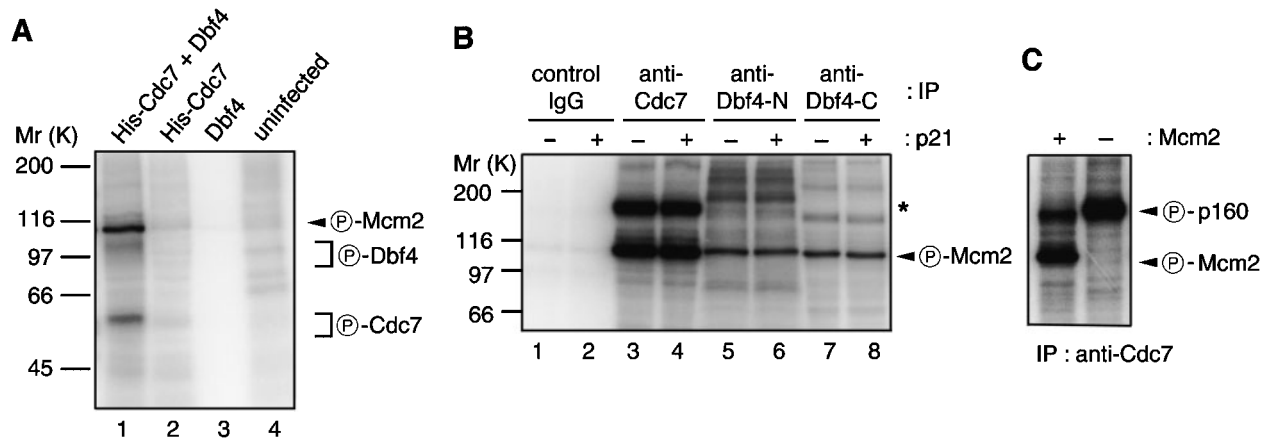 A
His-Cdc7 + Dbf4
His-Cdc7
Dbf4
uninfected
Mr (K)
200
116
97
66
45
Ⓟ-Mcm2
Ⓟ-Dbf4
Ⓟ-Cdc7
1 2 3 4
B
control IgG
anti-Cdc7
anti-Dbf4-N
anti-Dbf4-C
: IP
− + − + − + − + : p21
Mr (K)
200
116
97
66
*
Ⓟ-Mcm2
1 2 3 4 5 6 7 8
C
+ − : Mcm2
Ⓟ-p160
Ⓟ-Mcm2
IP : anti-Cdc7